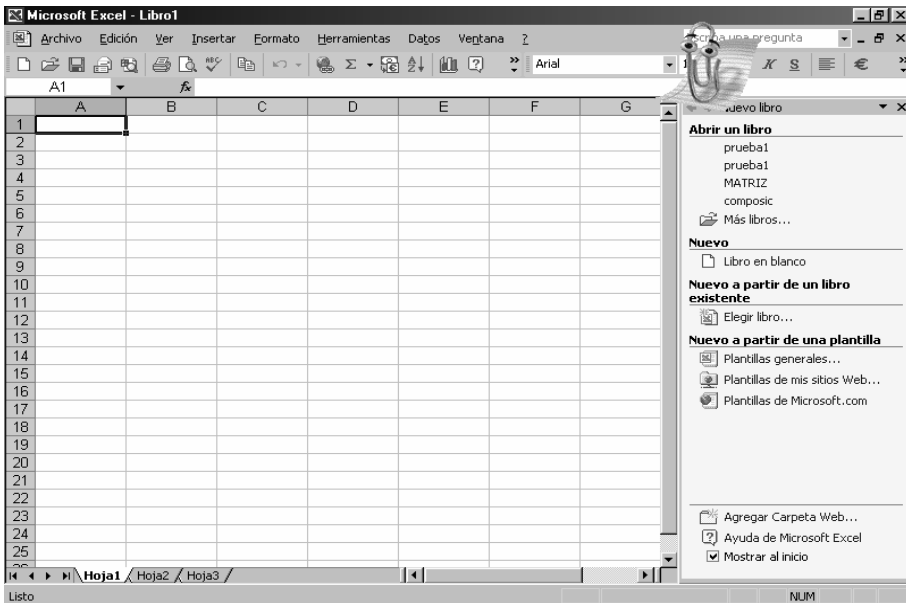 Microsoft Excel - Libro1
Archivo Edición Ver Insertar Formato Herramientas Datos Ventana ?
pregunta
Arial K S €
A1 fx
A B C D E F G
libro
1
2
3
4
5
6
7
8
9
10
11
12
13
14
15
16
17
18
19
20
21
22
23
24
25
Abrir un libro
prueba1
prueba1
MATRIZ
composic
Más libros...
Nuevo
Libro en blanco
Nuevo a partir de un libro
existente
Elegir libro...
Nuevo a partir de una plantilla
Plantillas generales...
Plantillas de mis sitios Web...
Plantillas de Microsoft.com
Agregar Carpeta Web...
Ayuda de Microsoft Excel
Mostrar al inicio
Hoja1 Hoja2 Hoja3
Listo NUM